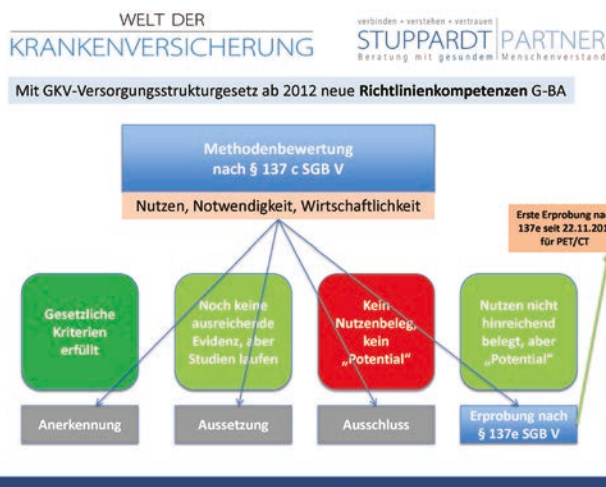 WELT DER
KRANKENVERSICHERUNG
verbinden • verstehen • vertrauen
STUPPARDT PARTNER
Beratung mit gesundem Menschenverstand
Mit GKV-Versorgungsstrukturgesetz ab 2012 neue Richtlinienkompetenzen G-BA
Methodenbewertung
nach § 137 c SGB V
Nutzen, Notwendigkeit, Wirtschaftlichkeit
Erste Erprobung nac
137e seit 22.11.201
für PET/CT
Gesetzliche
Kriterien
erfüllt
Noch keine
ausreichende
Evidenz, aber
Studien laufen
Kein
Nutzenbeleg,
kein
„Potential“
Nutzen nicht
hinreichend
belegt, aber
„Potential“
Anerkennung
Aussetzung
Ausschluss
Erprobung nach
§ 137e SGB V